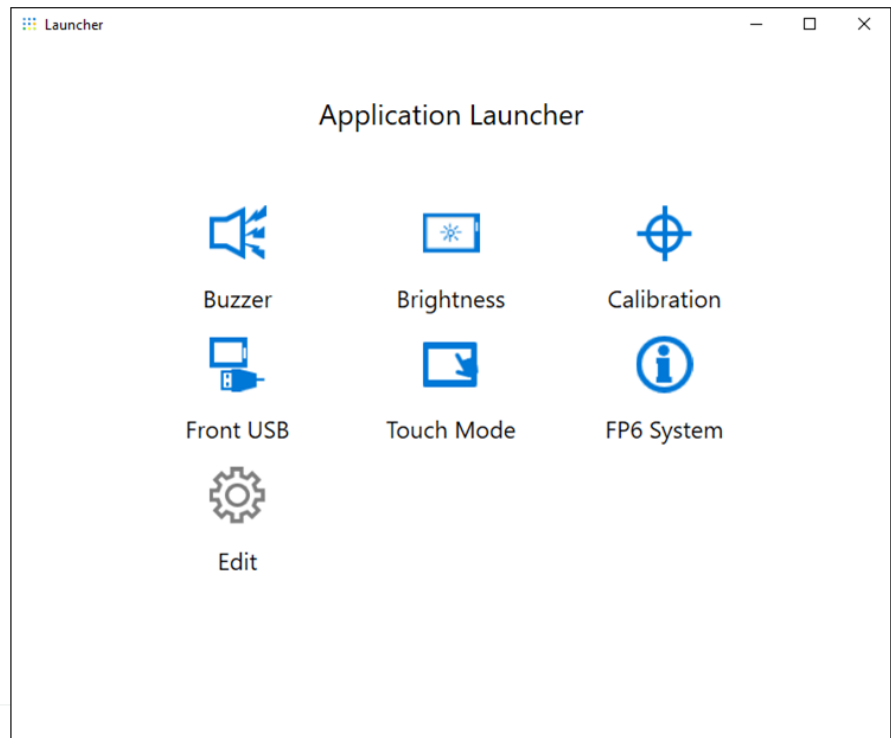 Launcher
Application Launcher
Buzzer Brightness Calibration
Front USB Touch Mode FP6 System
Edit